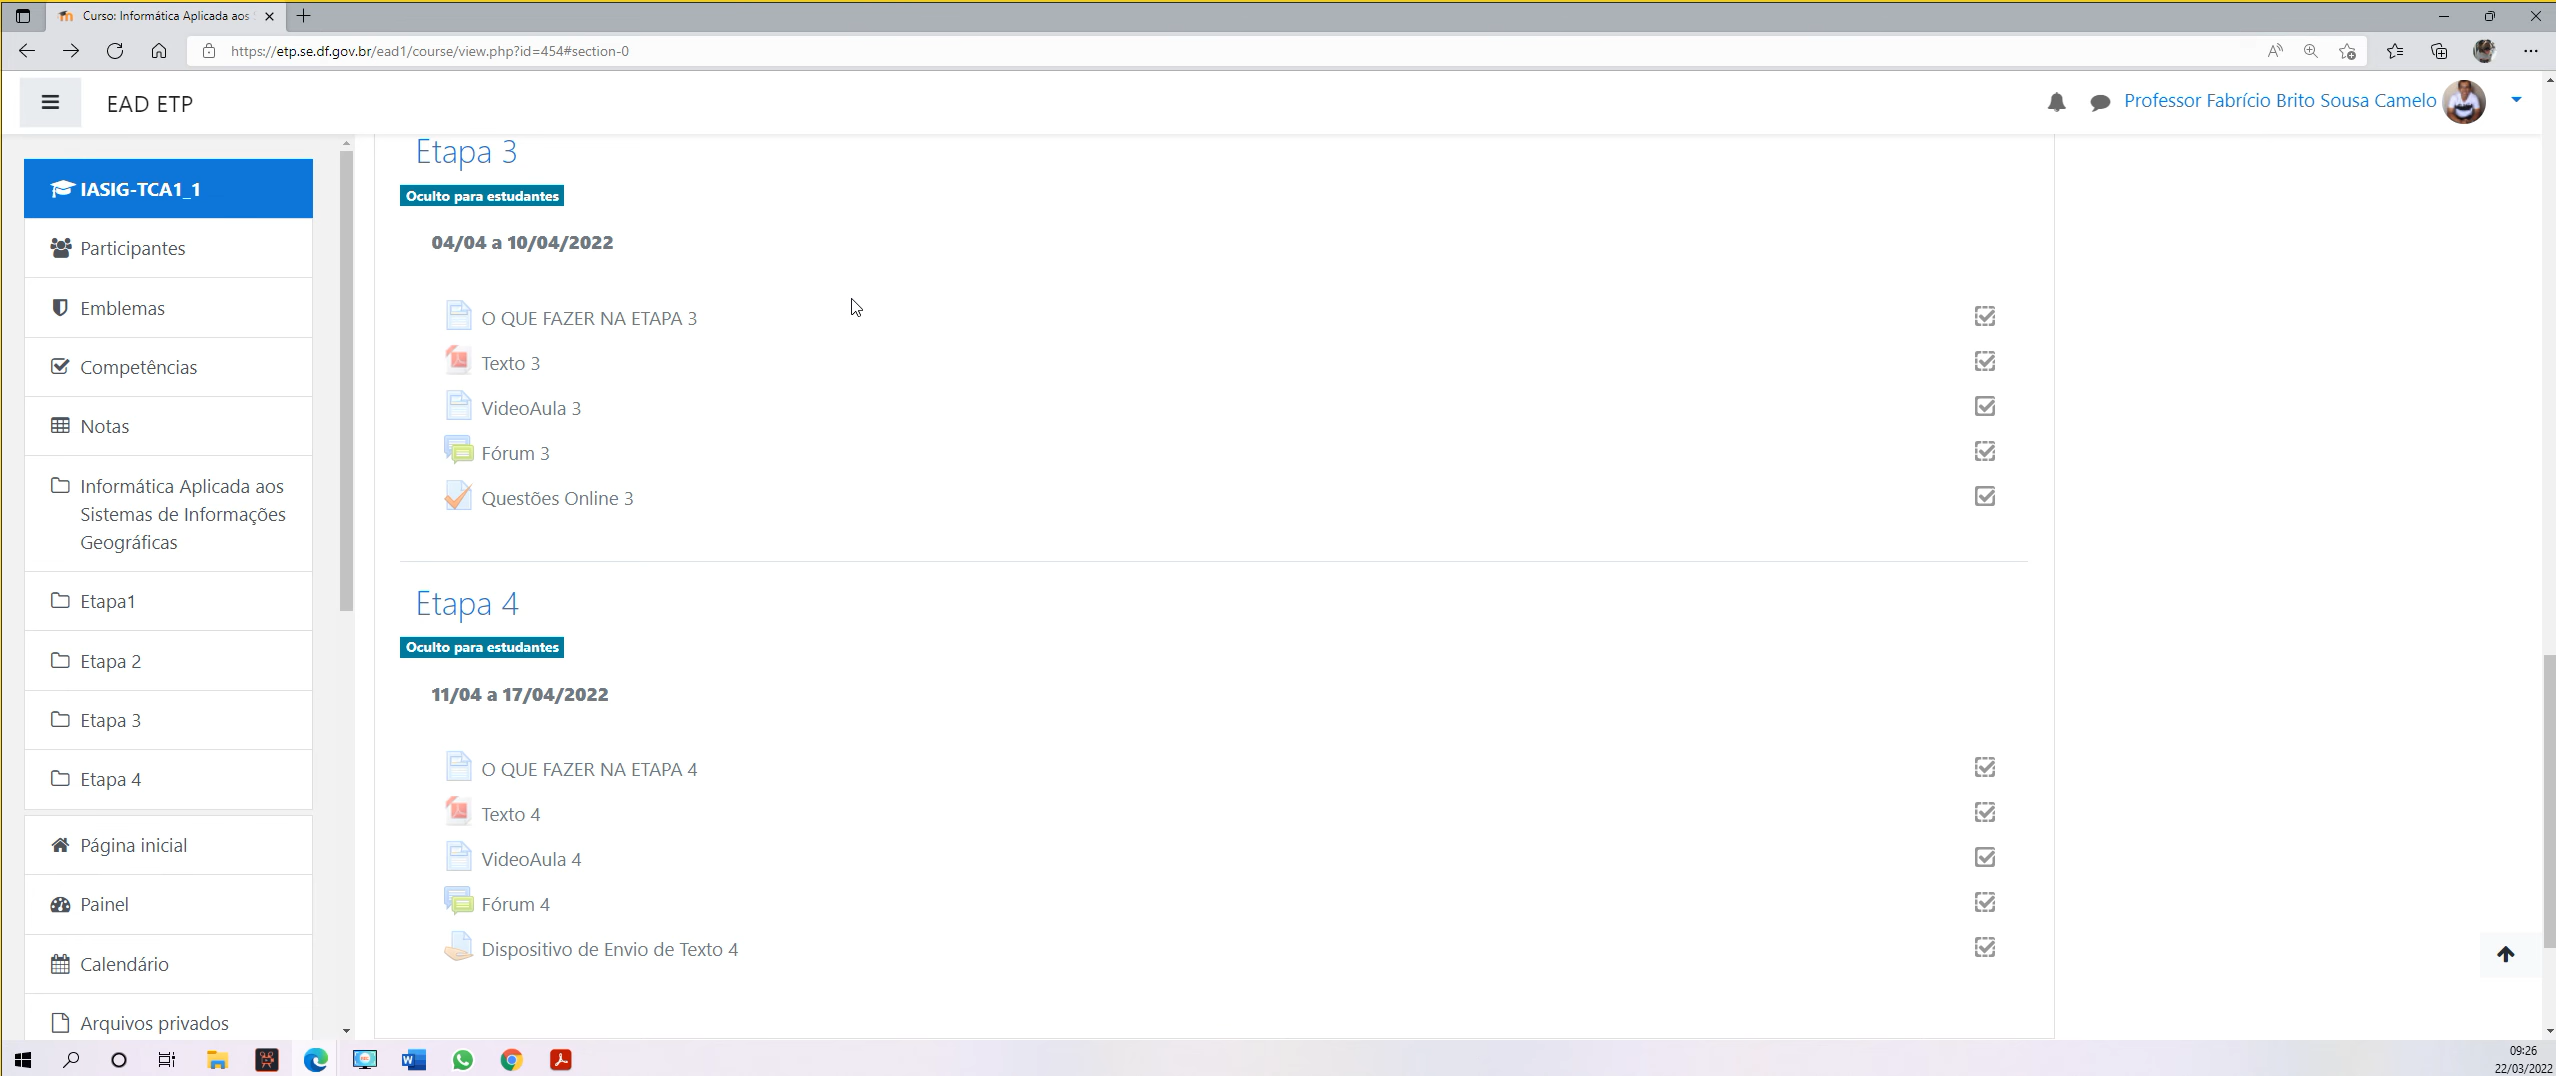 Curso: Informática Aplicada aos
https://etp.se.df.gov.br/ead1/course/view.php?id=454#section-0
EAD ETP
Professor Fabrício Brito Sousa Camelo
IASIG-TCA1_1
Participantes
Emblemas
Competências
Notas
Informática Aplicada aos
Sistemas de Informações
Geográficas
Etapa1
Etapa 2
Etapa 3
Etapa 4
Página inicial
Painel
Calendário
Arquivos privados
Etapa 3
Oculto para estudantes
04/04 a 10/04/2022
O QUE FAZER NA ETAPA 3
Texto 3
VideoAula 3
Fórum 3
Questões Online 3
Etapa 4
Oculto para estudantes
11/04 a 17/04/2022
O QUE FAZER NA ETAPA 4
Texto 4
VideoAula 4
Fórum 4
Dispositivo de Envio de Texto 4
09:26
22/03/2022